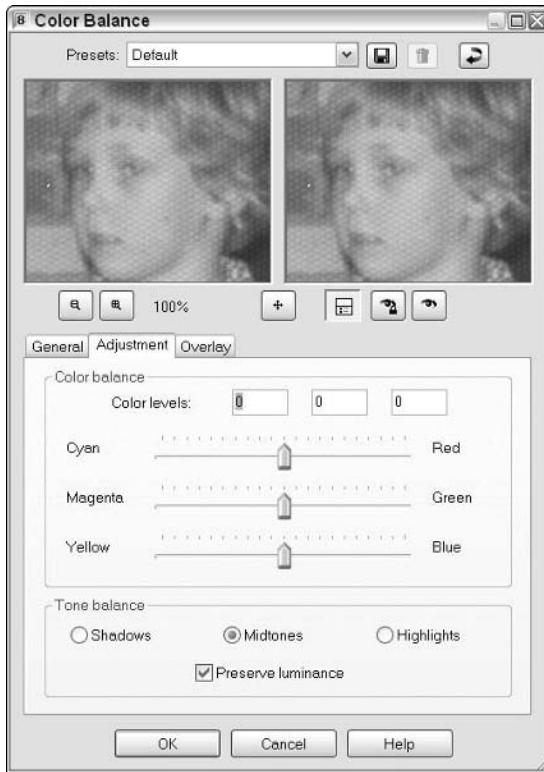 8 Color Balance
Presets: Default
100%
General Adjustment Overlay
Color balance
Color levels: 0 0 0
Cyan Red
Magenta Green
Yellow Blue
Tone balance
Shadows Midtones Highlights
Preserve luminance
OK Cancel Help